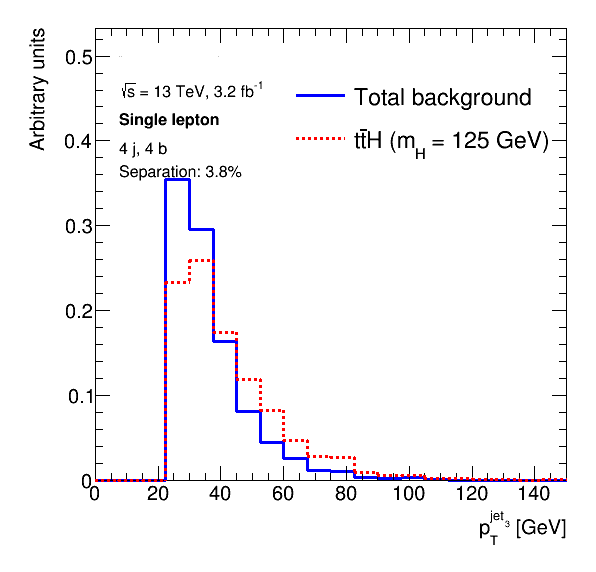 Arbitrary units
0.5
0.4
0.3
0.2
0.1
0
√s = 13 TeV, 3.2 fb⁻¹
Single lepton
4 j, 4 b
Separation: 3.8%
Total background
tt̄H (m_H = 125 GeV)
0 20 40 60 80 100 120 140
p_T^jet_3 [GeV]